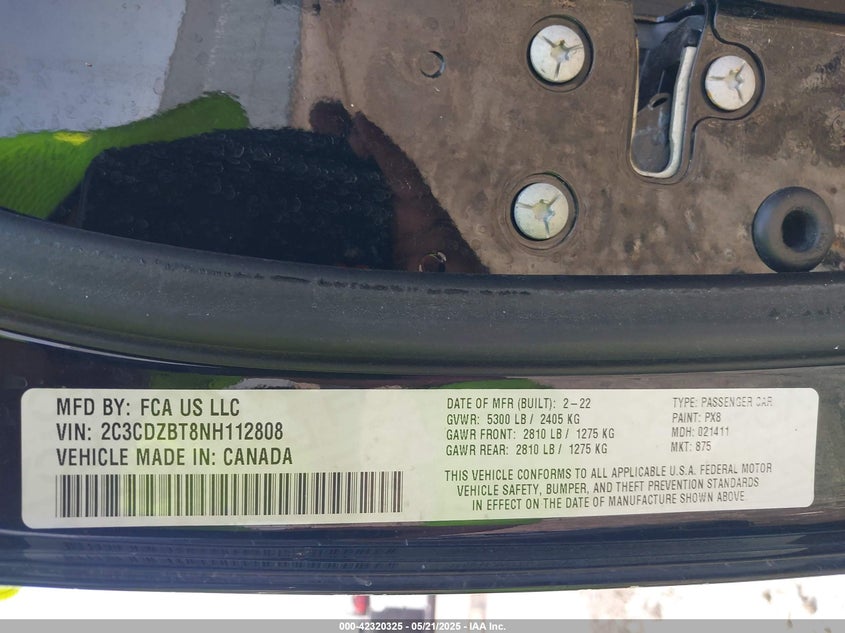 MFD BY: FCA US LLC
VIN: 2C3CDZBT8NH112808
VEHICLE MADE IN: CANADA
DATE OF MFR (BUILT): 2-22
GVWR: 5300 LB / 2405 KG
GAWR FRONT: 2810 LB / 1275 KG
GAWR REAR: 2810 LB / 1275 KG
TYPE: PASSENGER CAR
PAINT: PX8
MDH: 021411
MKT: 875
THIS VEHICLE CONFORMS TO ALL APPLICABLE U.S.A. FEDERAL MOTOR
VEHICLE SAFETY, BUMPER, AND THEFT PREVENTION STANDARDS
IN EFFECT ON THE DATE OF MANUFACTURE SHOWN ABOVE.
000-42320325 - 05/21/2025 - IAA Inc.